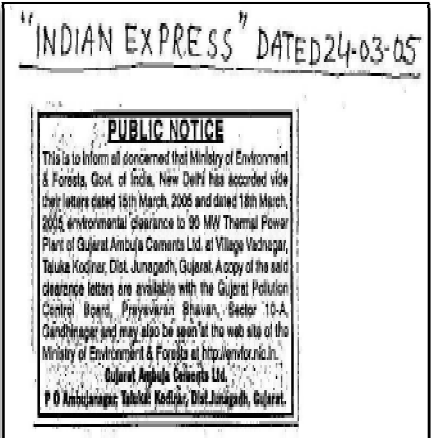 "INDIAN EXPRESS" DATED 24-03-05
PUBLIC NOTICE
This is to inform all concerned that Ministry of Environment
& Forests, Govt. of India, New Delhi has accorded vide
their letters dated 15th March, 2005 and dated 18th March,
2005, environmental clearance to 90 MW Thermal Power
Plant of Gujarat Ambuja Cements Ltd. at Village Vadnagar,
Taluka Kodinar, Dist. Junagadh, Gujarat. A copy of the said
clearance letters are available with the Gujarat Pollution
Control Board, Paryavaran Bhavan, Sector 10-A,
Gandhinagar and may also be seen at the web site of the
Ministry of Environment & Forests at http://envfor.nic.in.
Gujarat Ambuja Cements Ltd.
P O Ambujanagar, Taluka: Kodinar, Dist. Junagadh, Gujarat.